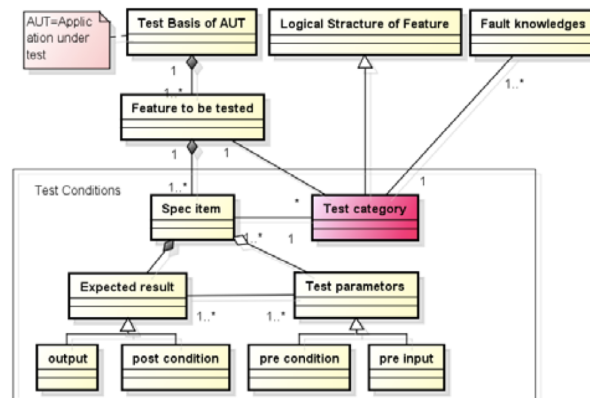 AUT=Applic
ation under
test
Test Basis of AUT
Logical Stracture of Feature
Fault knowledges
1
1..*
1..*
Feature to be tested
1
1
1
Test Conditions
1..*
Spec item
*
Test category
1..*
1
Expected result
Test parametors
1..*
1..*
output
post condition
pre condition
pre input